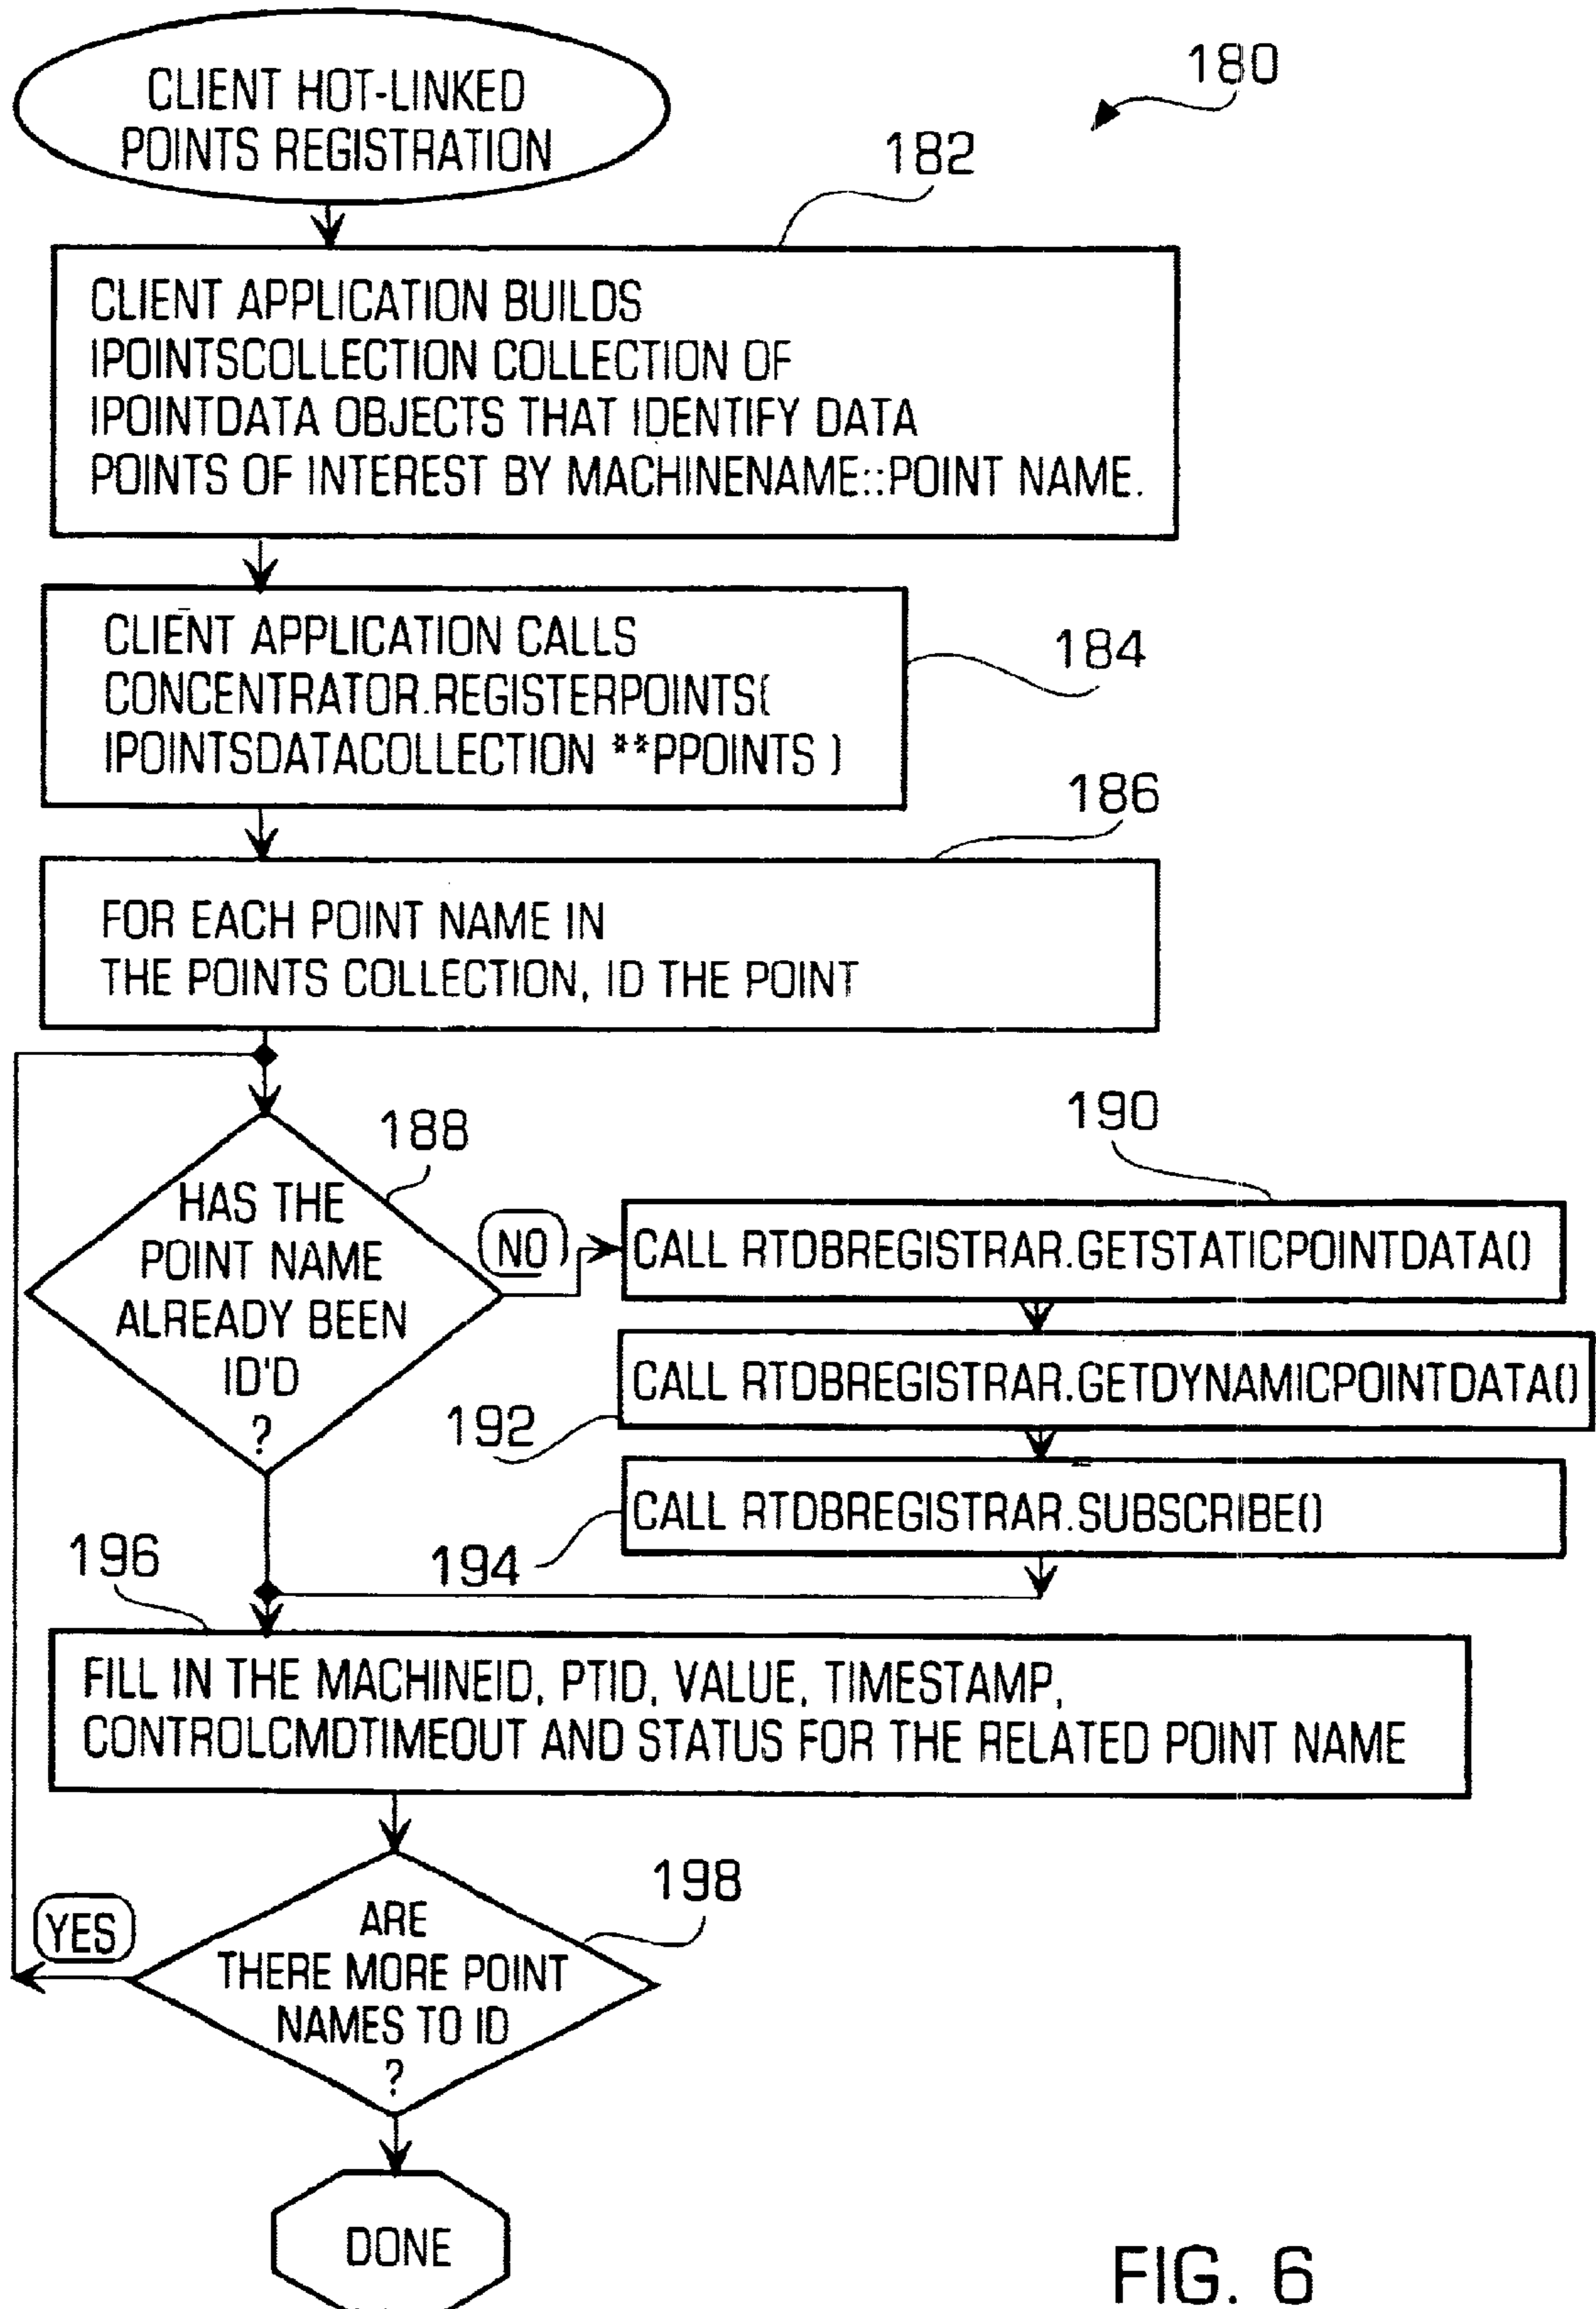 CLIENT HOT-LINKED
POINTS REGISTRATION
180
182
CLIENT APPLICATION BUILDS
IPOINTSCOLLECTION COLLECTION OF
IPOINTDATA OBJECTS THAT IDENTIFY DATA
POINTS OF INTEREST BY MACHINENAME::POINT NAME.
CLIENT APPLICATION CALLS
CONCENTRATOR.REGISTERPOINTS(
IPOINTSDATACOLLECTION **PPOINTS )
184
186
FOR EACH POINT NAME IN
THE POINTS COLLECTION, ID THE POINT
188
HAS THE
POINT NAME
ALREADY BEEN
ID'D
?
NO
190
CALL RTDBREGISTRAR.GETSTATICPOINTDATA()
CALL RTDBREGISTRAR.GETDYNAMICPOINTDATA()
192
CALL RTDBREGISTRAR.SUBSCRIBE()
194
196
FILL IN THE MACHINEID, PTID, VALUE, TIMESTAMP,
CONTROLCMDTIMEOUT AND STATUS FOR THE RELATED POINT NAME
198
YES
ARE
THERE MORE POINT
NAMES TO ID
?
DONE
FIG. 6